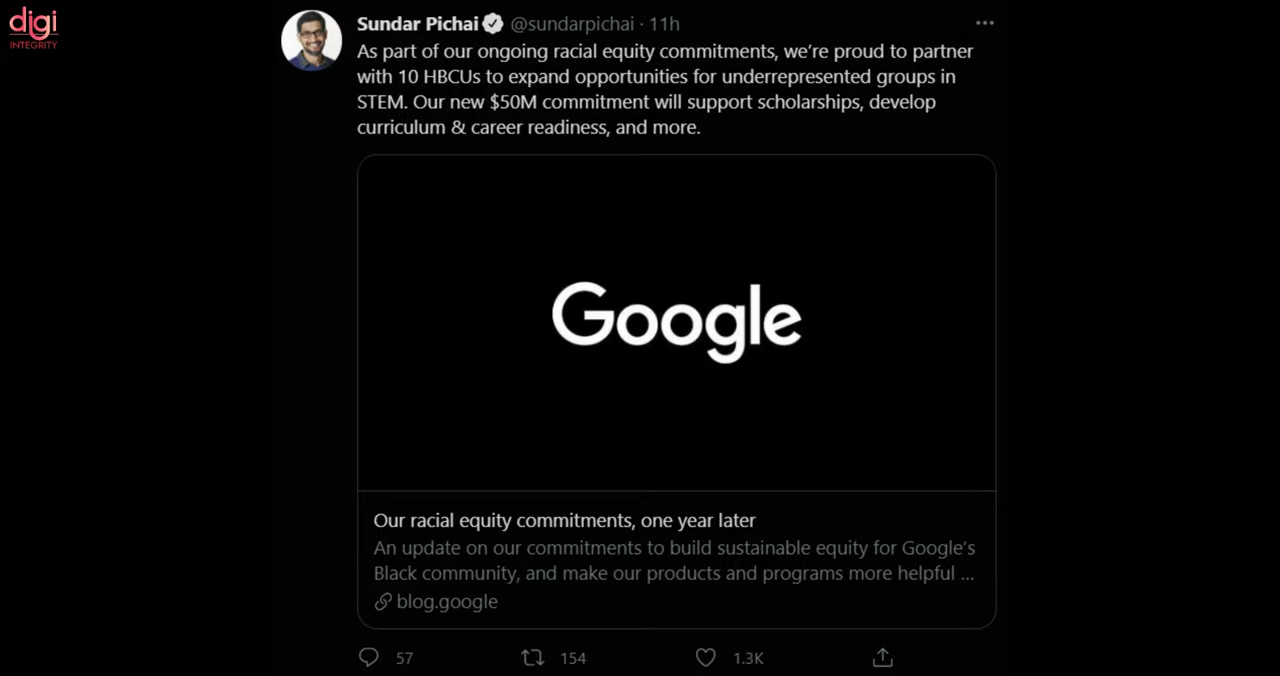 digi
INTEGRITY
Sundar Pichai @sundarpichai · 11h
As part of our ongoing racial equity commitments, we’re proud to partner
with 10 HBCUs to expand opportunities for underrepresented groups in
STEM. Our new $50M commitment will support scholarships, develop
curriculum & career readiness, and more.
Google
Our racial equity commitments, one year later
An update on our commitments to build sustainable equity for Google’s
Black community, and make our products and programs more helpful ...
blog.google
57 154 1.3K